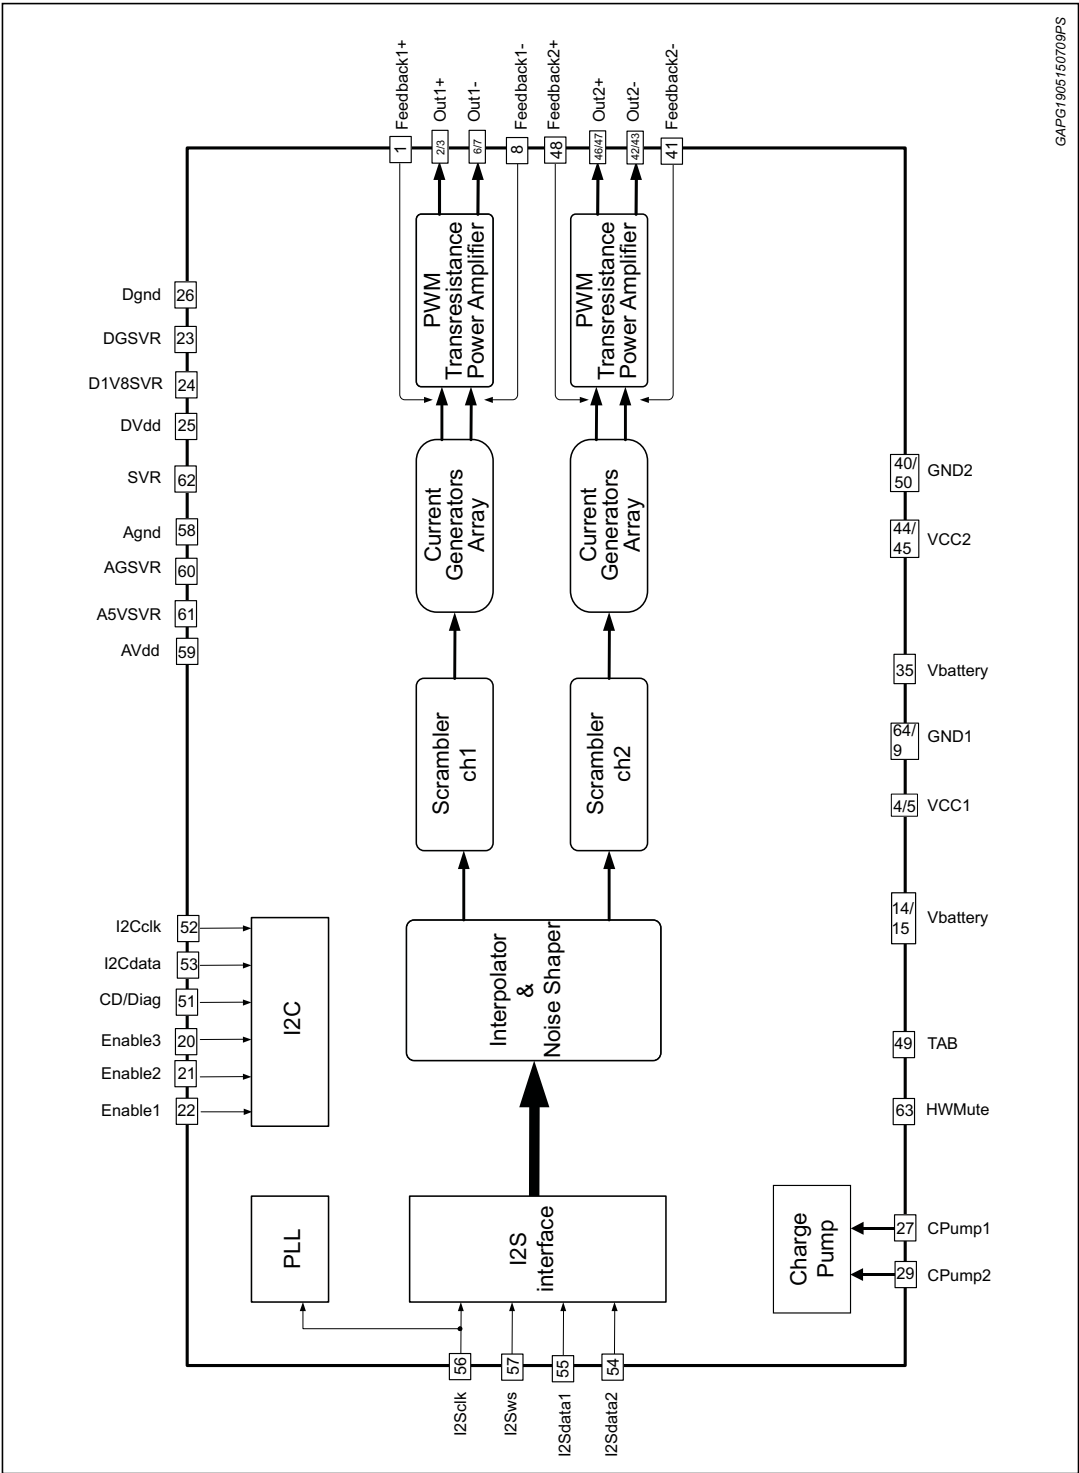 GAPG1905150709PS
Feedback1+
Out1+
Out1-
Feedback1-
Feedback2+
Out2+
Out2-
Feedback2-
1
2/3
6/7
8
48
46/47
42/43
41
PWM
Transresistance
Power Amplifier
PWM
Transresistance
Power Amplifier
Current
Generators
Array
Current
Generators
Array
Scrambler
ch1
Scrambler
ch2
Interpolator
&
Noise Shaper
I2S
interface
PLL
I2C
Charge
Pump
Dgnd 26
DGSVR 23
D1V8SVR 24
DVdd 25
SVR 62
Agnd 58
AGSVR 60
A5VSVR 61
AVdd 59
I2Cclk 52
I2Cdata 53
CD/Diag 51
Enable3 20
Enable2 21
Enable1 22
40/
50 GND2
44/
45 VCC2
35 Vbattery
64/
9 GND1
4/5 VCC1
14/
15 Vbattery
49 TAB
63 HWMute
27 CPump1
29 CPump2
56
57
55
54
I2Sclk
I2Sws
I2Sdata1
I2Sdata2